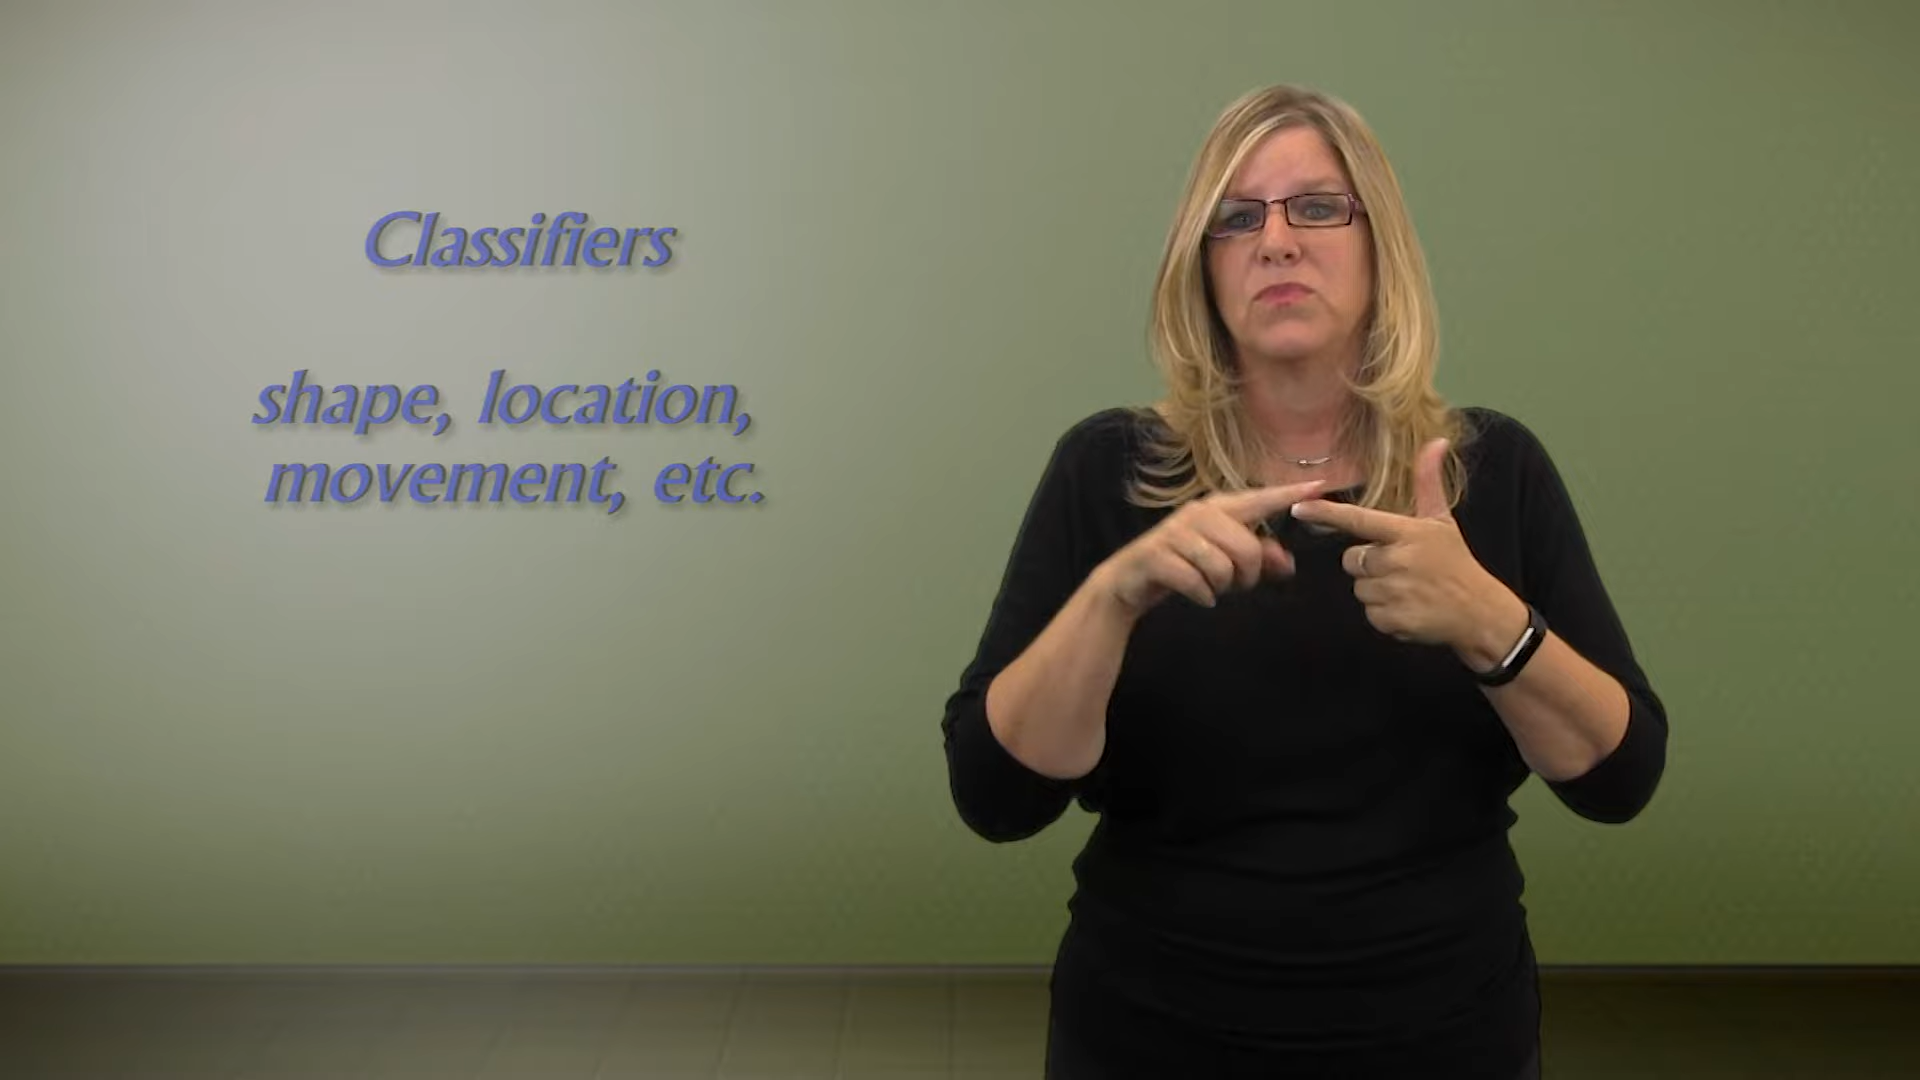 Classifiers
shape, location,
movement, etc.